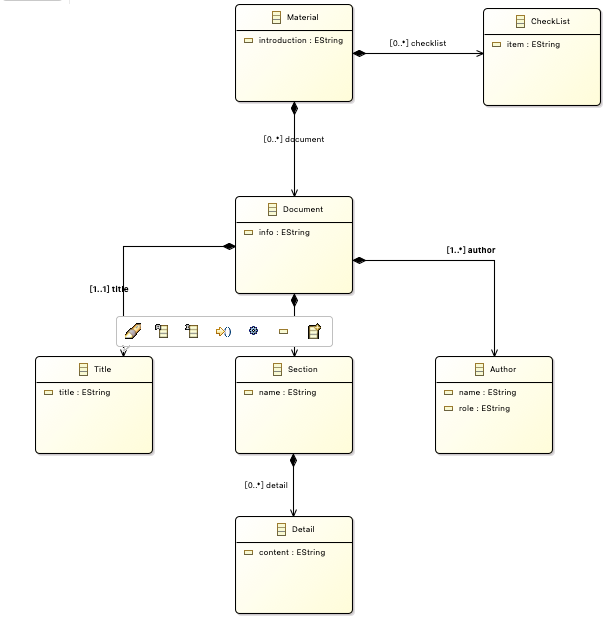 Material
introduction : EString
[0..*] checklist
CheckList
item : EString
[0..*] document
Document
info : EString
[1..1] title
[1..*] author
Title
title : EString
Section
name : EString
Author
name : EString
role : EString
[0..*] detail
Detail
content : EString